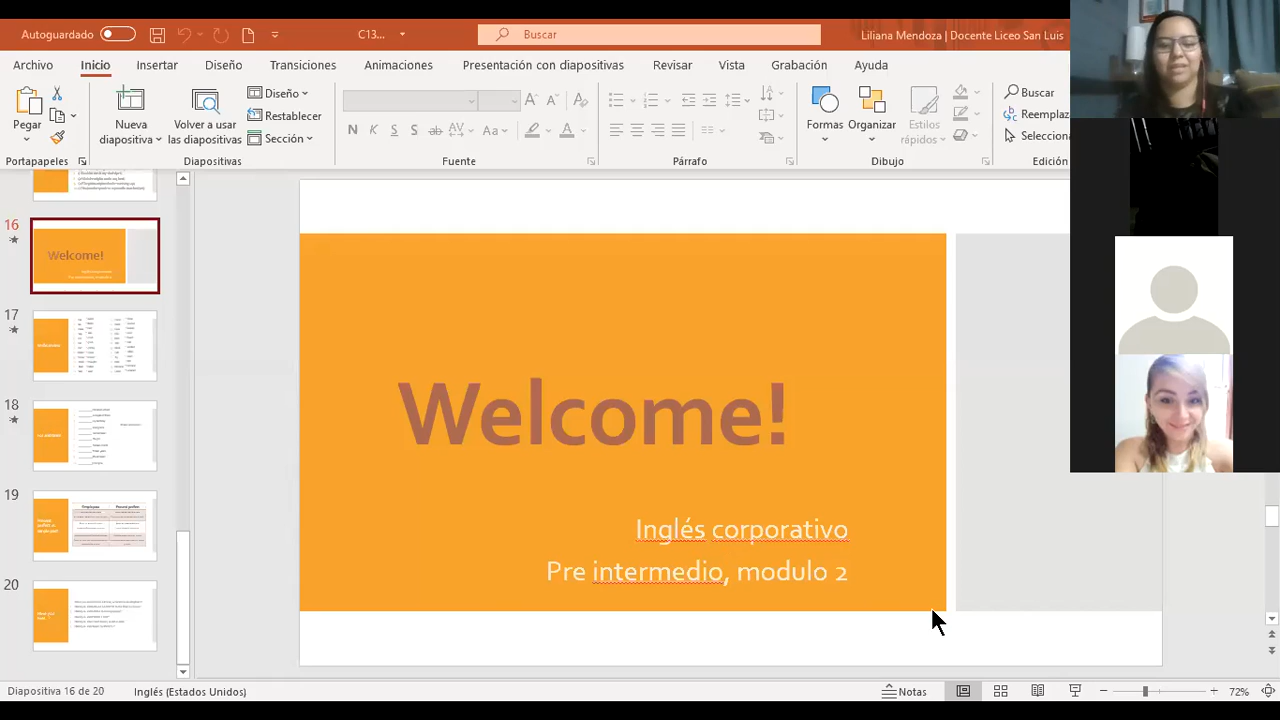 Autoguardado
C13...
Buscar
Liliana Mendoza | Docente Liceo San Luis
Archivo Inicio Insertar Diseño Transiciones Animaciones Presentación con diapositivas Revisar Vista Grabación Ayuda
Pegar
Nueva diapositiva
Volver a usar las diapositivas
Diseño
Restablecer
Sección
N K S S ab AV Aa A
Formas
Organizar
Estilos rápidos
Buscar
Reemplaz
Selecciona
Portapapeles Diapositivas Fuente Párrafo Dibujo Edición
16
Welcome!
17
18
19
20
Welcome!
Inglés corporativo
Pre intermedio, modulo 2
Diapositiva 16 de 20 Inglés (Estados Unidos) Notas 72%